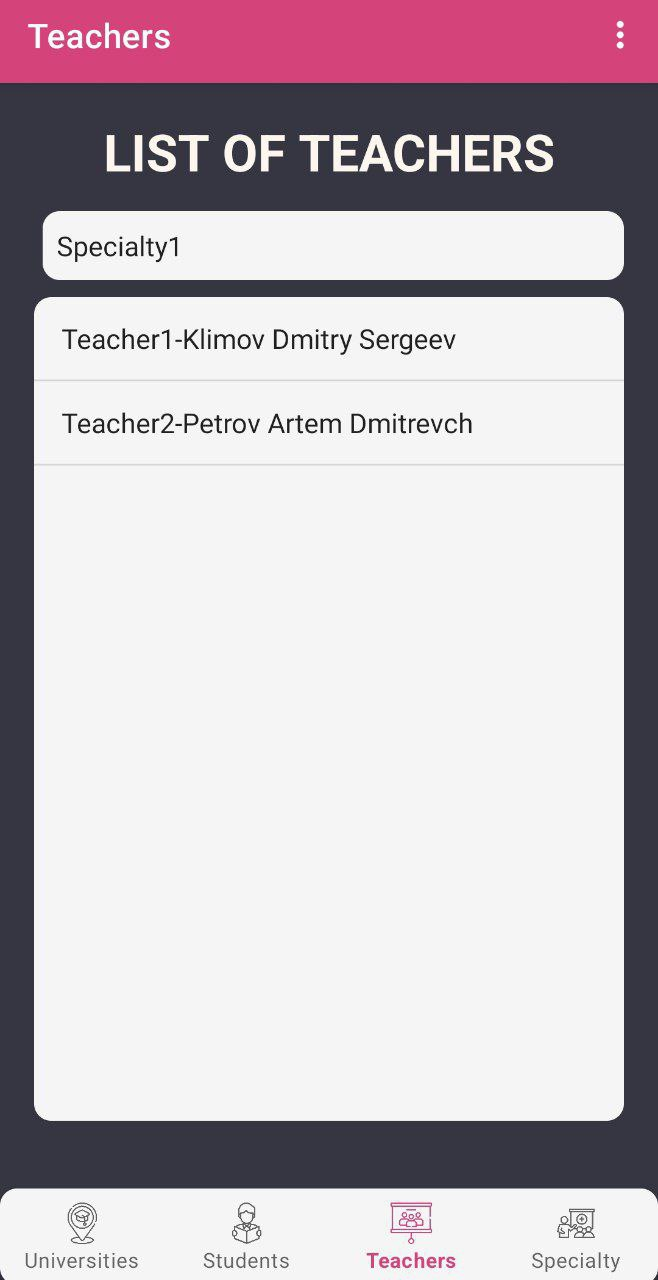 Teachers
LIST OF TEACHERS
Specialty1
Teacher1-Klimov Dmitry Sergeev
Teacher2-Petrov Artem Dmitrevch
Universities
Students
Teachers
Specialty